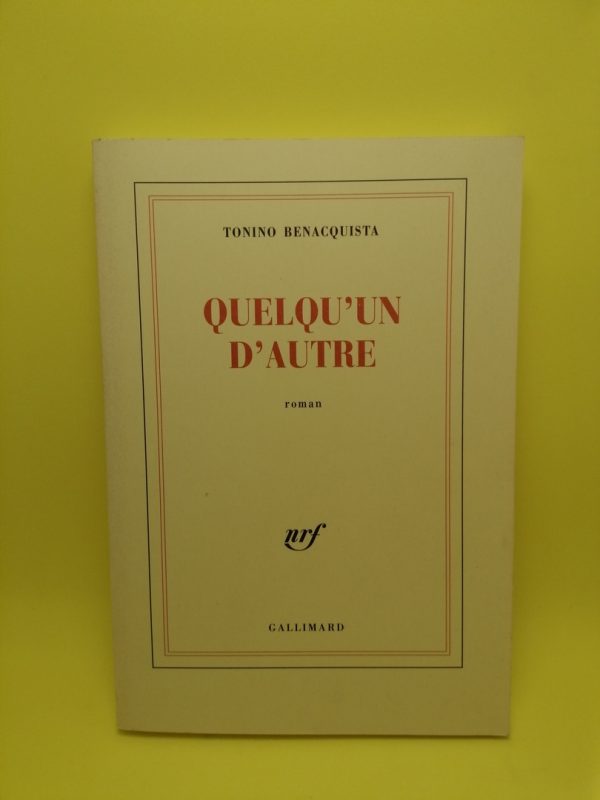 TONINO BENACQUISTA
QUELQU'UN
D'AUTRE
roman
nrf
GALLIMARD